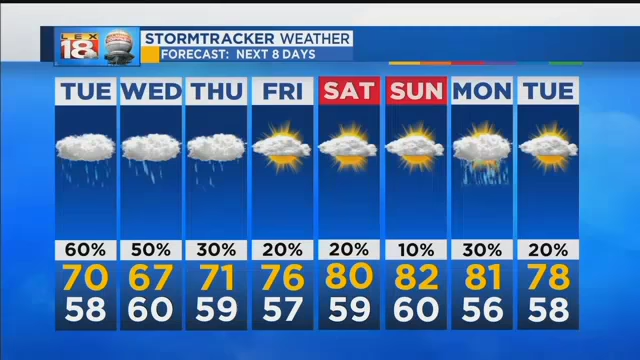 LEX
18
STORMTRACKER WEATHER
FORECAST: NEXT 8 DAYS
TUE WED THU FRI SAT SUN MON TUE
60% 50% 30% 20% 20% 10% 30% 20%
70 67 71 76 80 82 81 78
58 60 59 57 59 60 56 58